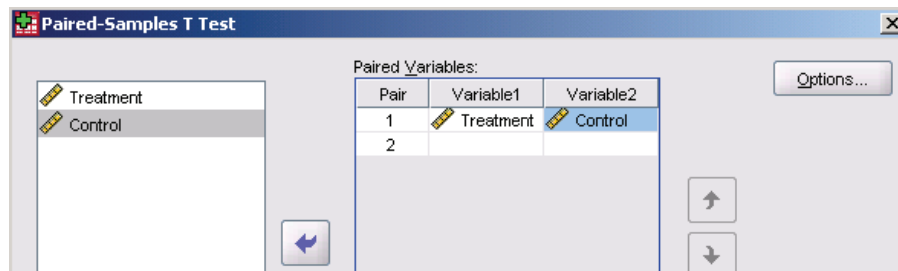 Paired-Samples T Test
Paired Variables:
Options...
Treatment
Control
Pair Variable1 Variable2
1 Treatment Control
2